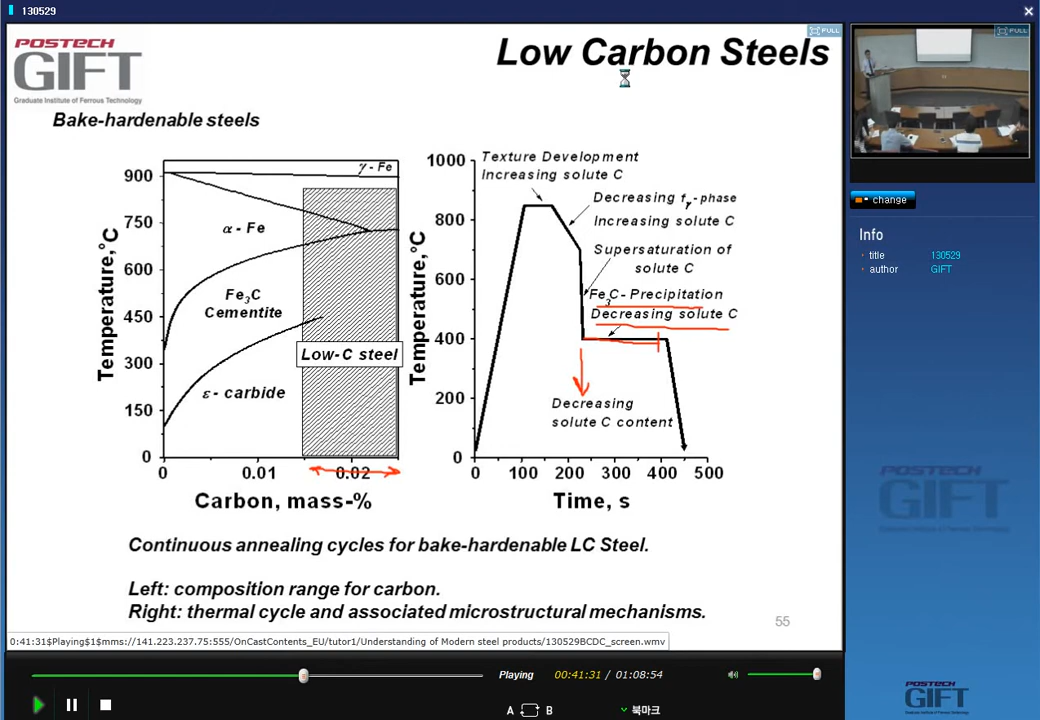 130529
POSTECH
GIFT
Graduate Institute of Ferrous Technology
FULL
Low Carbon Steels
Bake-hardenable steels
900
750
600
450
300
150
0
Temperature,°C
γ - Fe
α - Fe
Fe3C
Cementite
Low-C steel
ε - carbide
0
0.01
0.02
Carbon, mass-%
1000
800
600
400
200
0
Temperature,°C
Texture Development
Increasing solute C
Decreasing fγ - phase
Increasing solute C
Supersaturation of
solute C
Fe3C - Precipitation
Decreasing solute C
Decreasing
solute C content
0 100 200 300 400 500
Time, s
Continuous annealing cycles for bake-hardenable LC Steel.
Left: composition range for carbon.
Right: thermal cycle and associated microstructural mechanisms.
55
0:41:31$Playing$1$mms://141.223.237.75:555/OnCastContents_EU/tutor1/Understanding of Modern steel products/130529BCDC_screen.wmv
Playing
00:41:31 / 01:08:54
A B
북마크
FULL
change
Info
title 130529
author GIFT
POSTECH
GIFT
POSTECH
GIFT